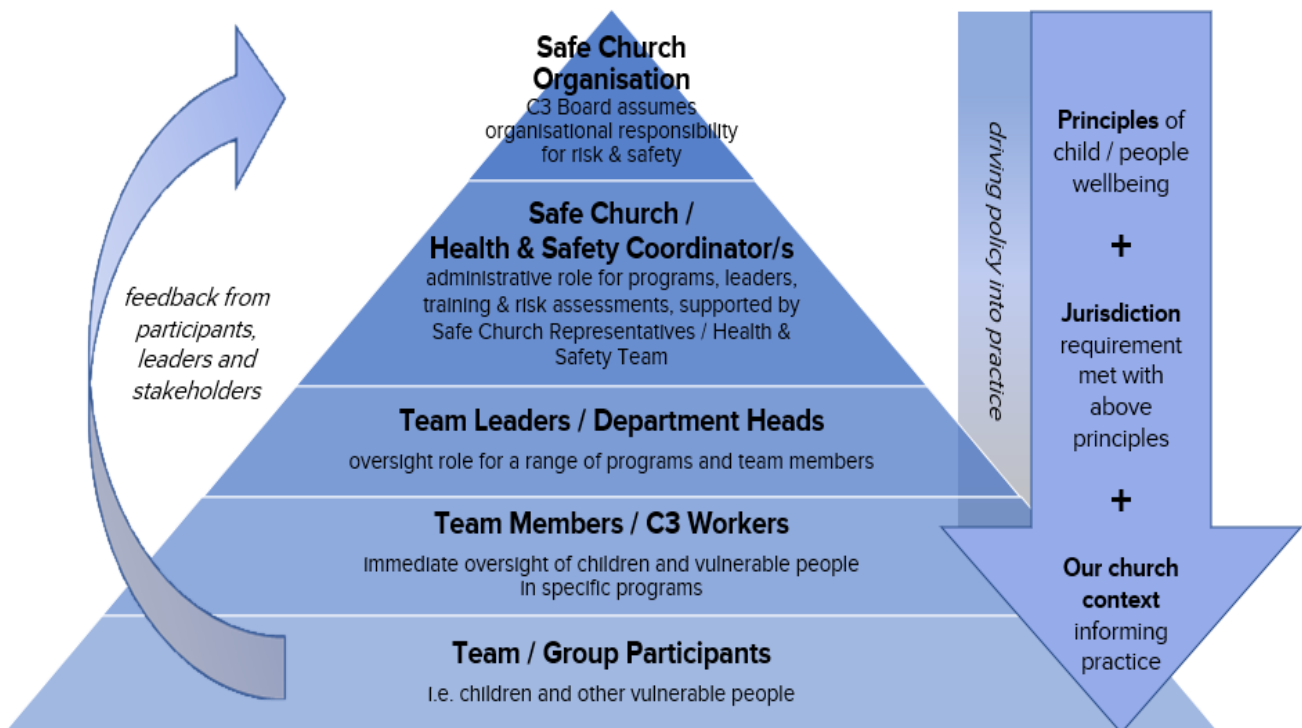 Safe Church
Organisation
C3 Board assumes
organisational responsibility
for risk & safety
Safe Church /
Health & Safety Coordinator/s
administrative role for programs, leaders,
training & risk assessments, supported by
Safe Church Representatives / Health &
Safety Team
Team Leaders / Department Heads
oversight role for a range of programs and team members
Team Members / C3 Workers
immediate oversight of children and vulnerable people
in specific programs
Team / Group Participants
i.e. children and other vulnerable people
feedback from
participants,
leaders and
stakeholders
driving policy into practice
Principles of
child / people
wellbeing
+
Jurisdiction
requirement
met with
above
principles
+
Our church
context
informing
practice